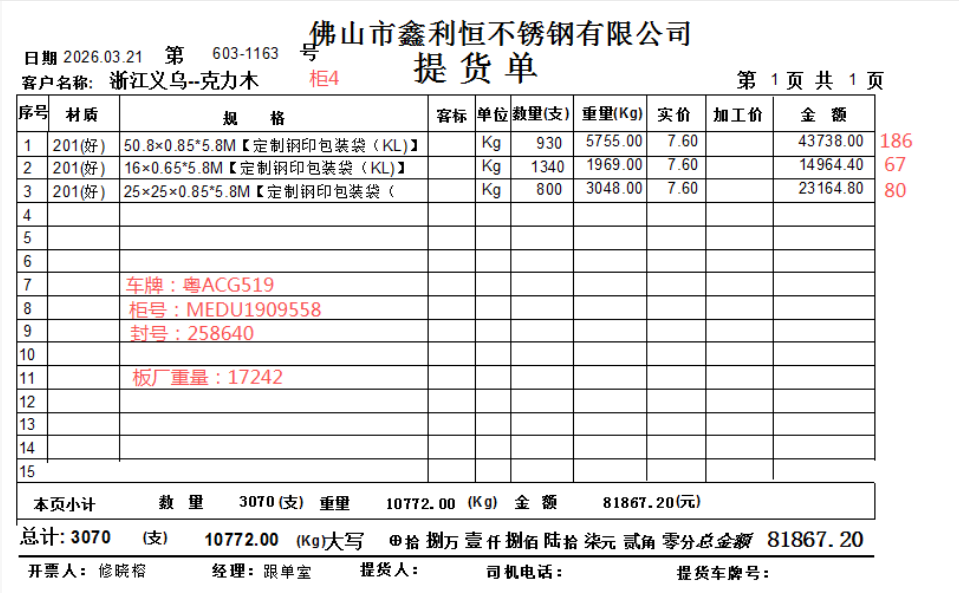 佛山市鑫利恒不锈钢有限公司
日期 2026.03.21 第 603-1163 号
提货单
客户名称: 浙江义乌--克力木 柜4 第 1 页 共 1 页
序号 材质 规 格 客标 单位 数量(支) 重量(Kg) 实价 加工价 金 额
1 201(好) 50.8×0.85*5.8M【定制钢印包装袋（KL)】 Kg 930 5755.00 7.60 43738.00 186
2 201(好) 16×0.65*5.8M【定制钢印包装袋（KL)】 Kg 1340 1969.00 7.60 14964.40 67
3 201(好) 25×25×0.85*5.8M【定制钢印包装袋（ Kg 800 3048.00 7.60 23164.80 80
4
5
6
7 车牌：粤ACG519
8 柜号：MEDU1909558
9 封号：258640
10
11 板厂重量：17242
12
13
14
15
本页小计 数 量 3070(支) 重量 10772.00 (Kg) 金 额 81867.20(元)
总计: 3070 (支) 10772.00 (Kg)大写 ⊕拾 捌万 壹仟 捌佰 陆拾 柒元 贰角 零分总金额 81867.20
开票人: 修晓榕 经理: 跟单室 提货人: 司机电话: 提货车牌号: